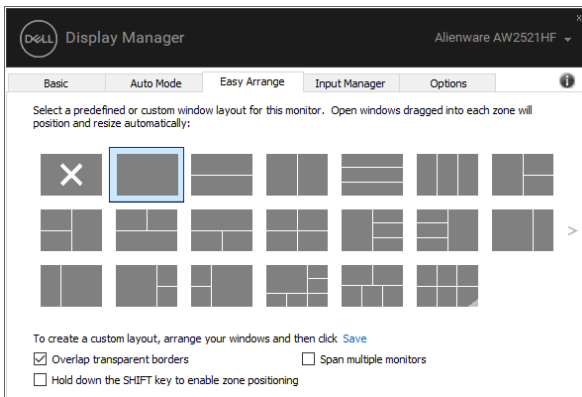 DELL Display Manager Alienware AW2521HF
Basic Auto Mode Easy Arrange Input Manager Options
Select a predefined or custom window layout for this monitor. Open windows dragged into each zone will
position and resize automatically:
To create a custom layout, arrange your windows and then click Save
Overlap transparent borders Span multiple monitors
Hold down the SHIFT key to enable zone positioning